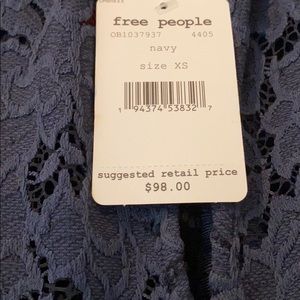 free people
OB1037937 4405
navy
size XS
1 94374 53832 7
suggested retail price
$98.00